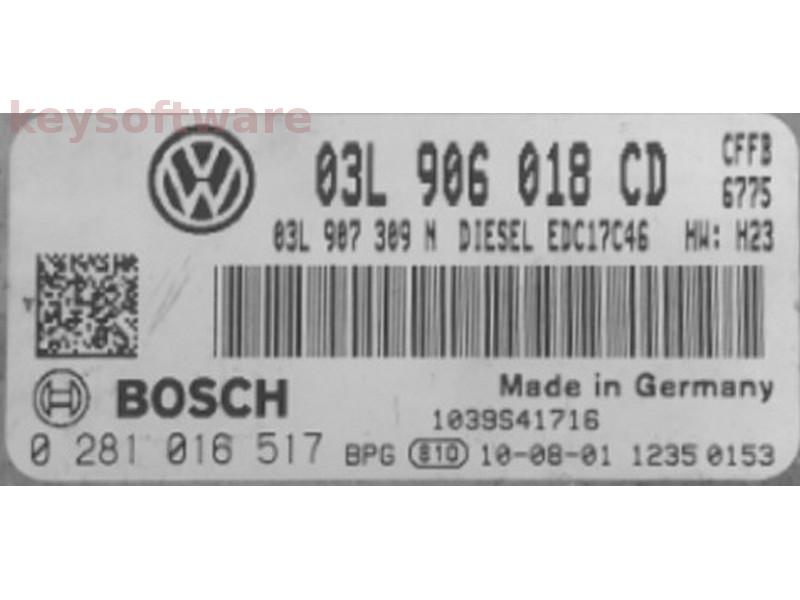 keysoftware
03L 906 018 CD
CFFB
6775
03L 907 309 N DIESEL EDC17C46 HW: H23
BOSCH
Made in Germany
1039S41716
0 281 016 517 BPG 810 10-08-01 1235 0153